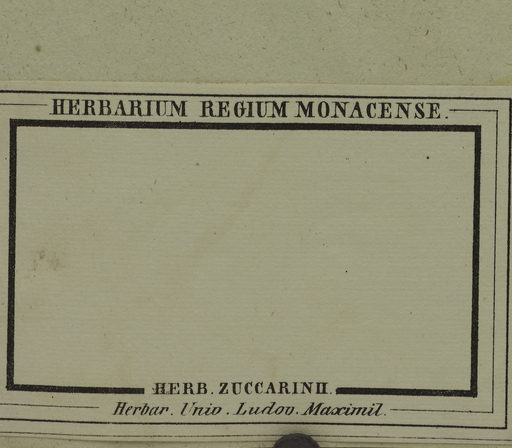 HERBARIUM REGIUM MONACENSE.
HERB. ZUCCARINII.
Herbar. Univ. Ludov. Maximil.